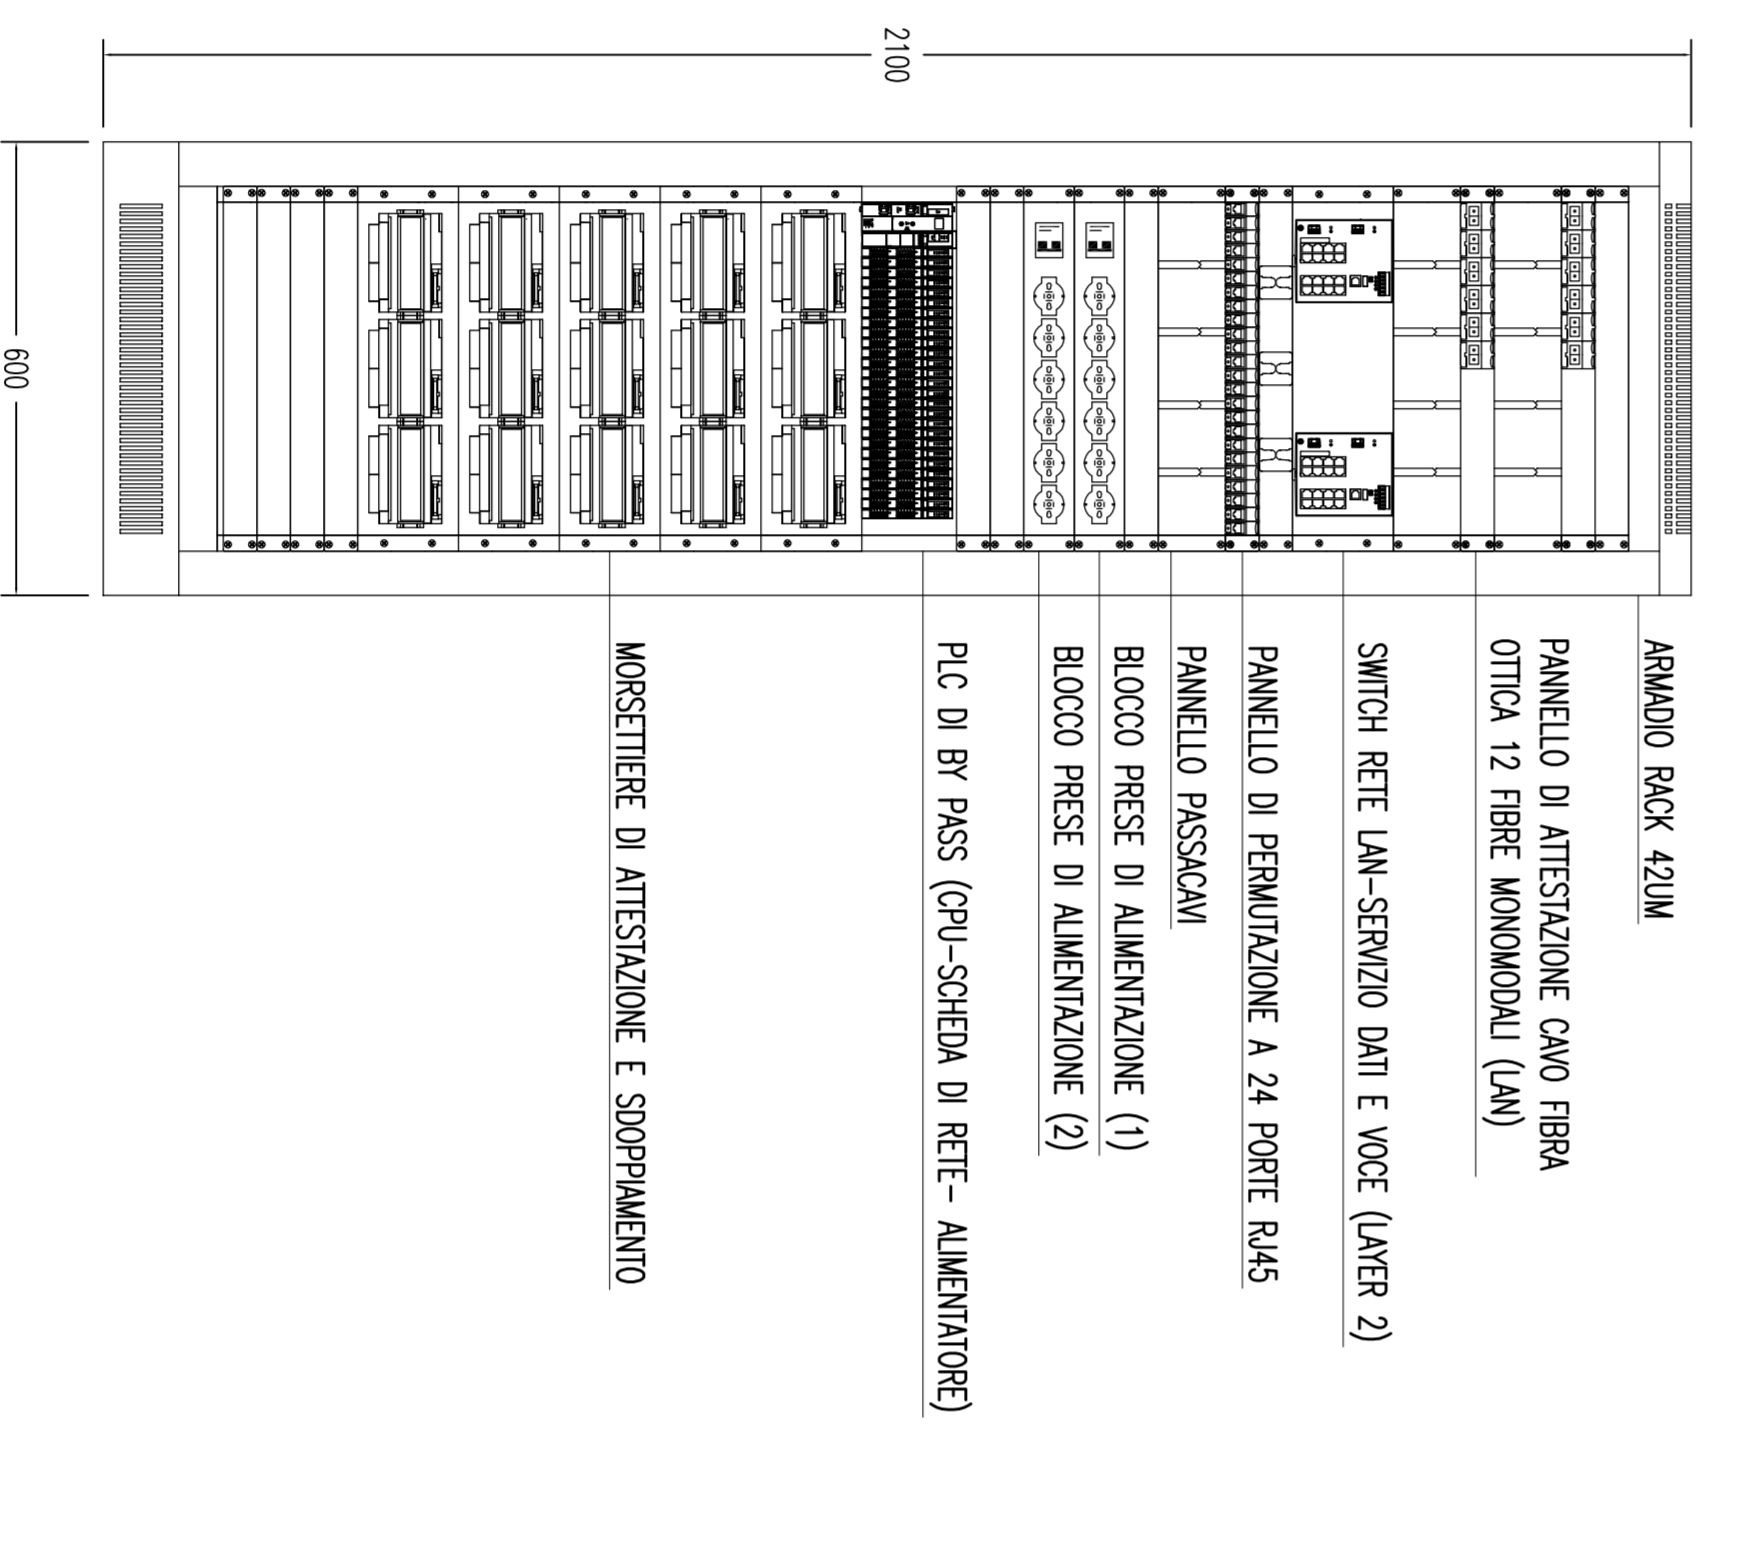 2100
600
ARMADIO RACK 42UM
PANNELLO DI ATTESTAZIONE CAVO FIBRA
OTTICA 12 FIBRE MONOMODALI (LAN)
SWITCH RETE LAN-SERVIZIO DATI E VOCE (LAYER 2)
PANNELLO DI PERMUTAZIONE A 24 PORTE RJ45
PANNELLO PASSACAVI
BLOCCO PRESE DI ALIMENTAZIONE (1)
BLOCCO PRESE DI ALIMENTAZIONE (2)
PLC DI BY PASS (CPU-SCHEDA DI RETE- ALIMENTATORE)
MORSETTIERE DI ATTESTAZIONE E SDOPPIAMENTO